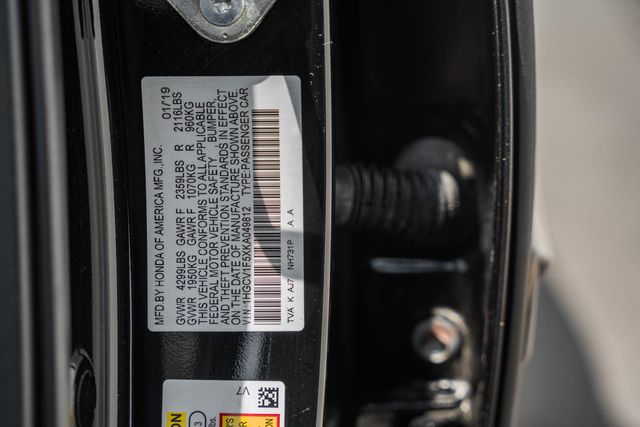 MFD.BY HONDA OF AMERICA MFG.,INC. 01/19
GVWR 4299LBS GAWR F 2359LBS R 2116LBS
GVWR 1950KG GAWR F 1070KG R 960KG
THIS VEHICLE CONFORMS TO ALL APPLICABLE
FEDERAL MOTOR VEHICLE SAFETY BUMPER,
AND THEFT PREVENTION STANDARDS IN EFFECT
ON THE DATE OF MANUFACTURE SHOWN ABOVE.
V.I.N.:1HGCV1F5XKA049812 TYPE:PASSENGER CAR
TVA K AJ7 NH731P A A
V7
3